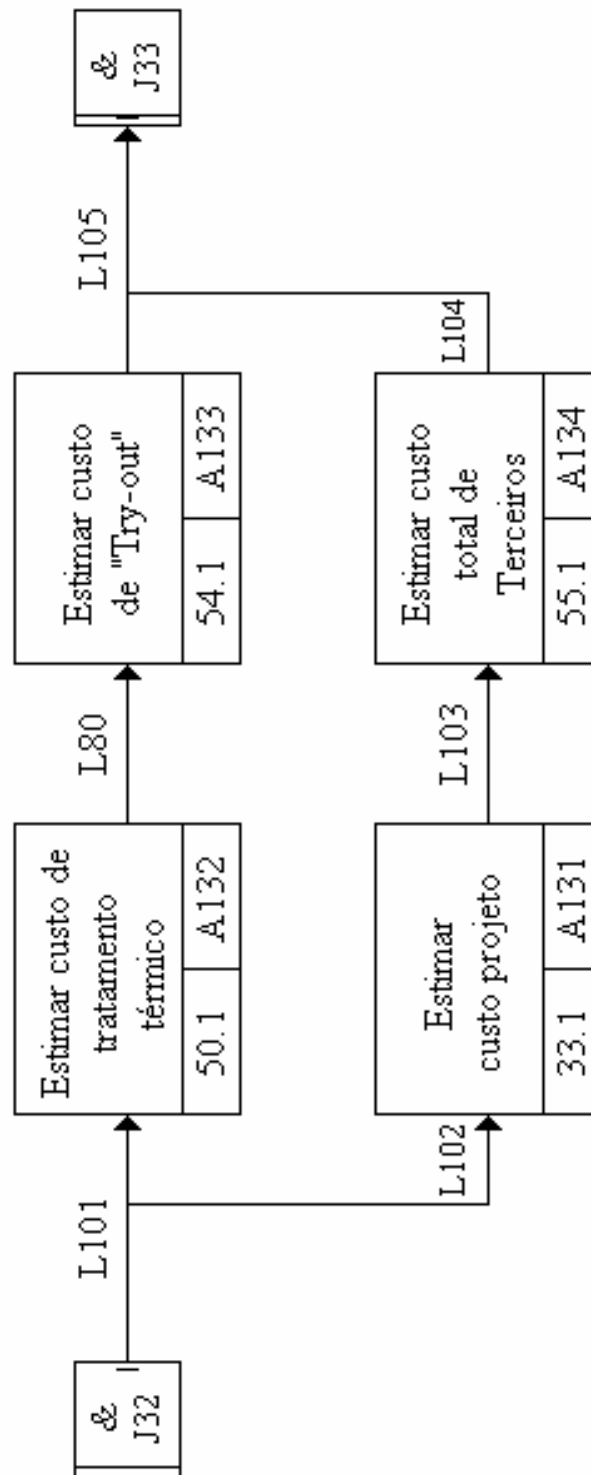 &
J32
L101
L102
Estimar custo de
tratamento
térmico
50.1
A132
L80
Estimar custo
de "Try-out"
54.1
A133
L105
&
J33
Estimar
custo projeto
33.1
A131
L103
Estimar custo
total de
Terceiros
55.1
A134
L104